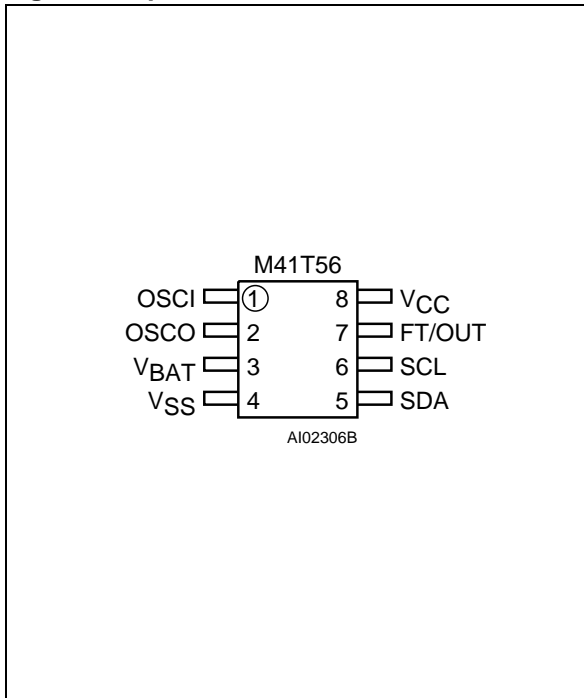 M41T56
OSCI 1 8 VCC
OSCO 2 7 FT/OUT
VBAT 3 6 SCL
VSS 4 5 SDA
AI02306B